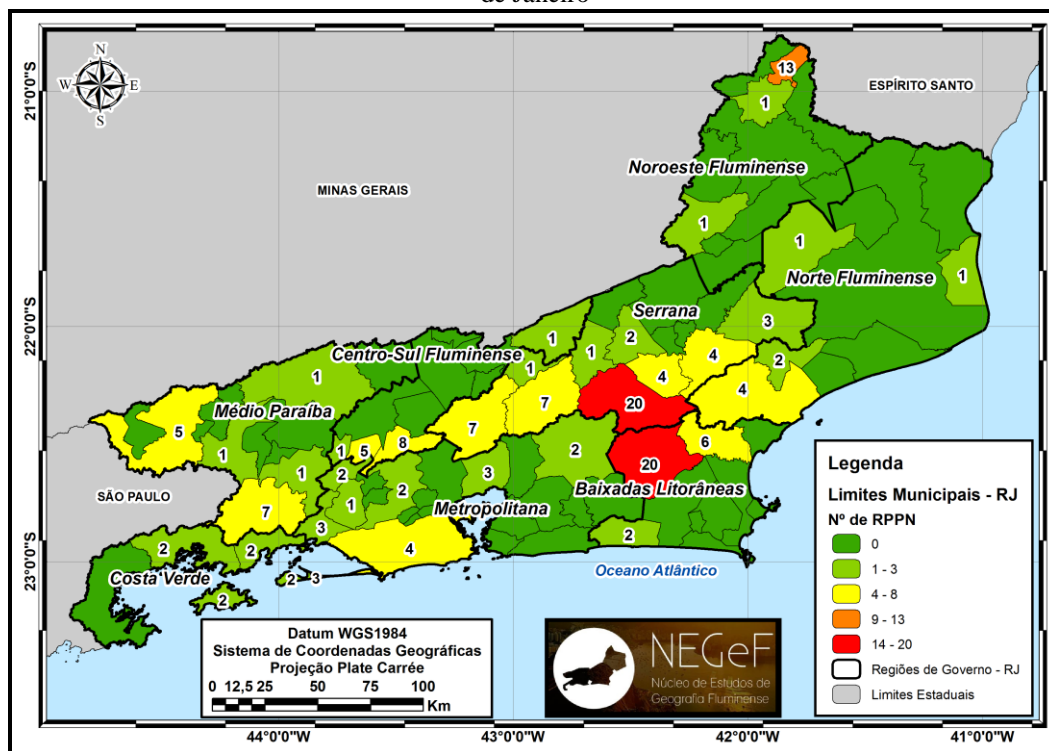 de Janeiro
N
W
E
S
44°0'0"W
43°0'0"W
42°0'0"W
41°0'0"W
21°0'0"S
22°0'0"S
23°0'0"S
ESPÍRITO SANTO
MINAS GERAIS
SÃO PAULO
13
1
Noroeste Fluminense
1
1
Norte Fluminense
1
Serrana
3
2
2
1
1
4
4
4
Centro-Sul Fluminense
1
1
7
20
7
Médio Paraíba
5
8
6
1
5
1
2
20
1
2
2
3
Baixadas Litorâneas
7
1
Metropolitana
3
4
2
2
2
Costa Verde
2
3
2
Oceano Atlântico
Datum WGS1984
Sistema de Coordenadas Geográficas
Projeção Plate Carrée
0 12,5 25 50 75 100
Km
NEGeF
Núcleo de Estudos de
Geografia Fluminense
Legenda
Limites Municipais - RJ
Nº de RPPN
0
1 - 3
4 - 8
9 - 13
14 - 20
Regiões de Governo - RJ
Limites Estaduais